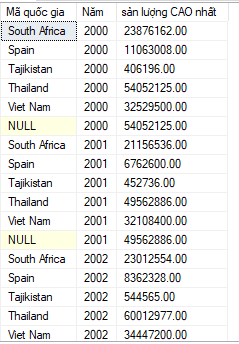 Mã quốc gia Năm sản lượng CAO nhất
South Africa 2000 23876162.00
Spain 2000 11063008.00
Tajikistan 2000 406196.00
Thailand 2000 54052125.00
Viet Nam 2000 32529500.00
NULL 2000 54052125.00
South Africa 2001 21156536.00
Spain 2001 6762600.00
Tajikistan 2001 452736.00
Thailand 2001 49562886.00
Viet Nam 2001 32108400.00
NULL 2001 49562886.00
South Africa 2002 23012554.00
Spain 2002 8362328.00
Tajikistan 2002 544565.00
Thailand 2002 60012977.00
Viet Nam 2002 34447200.00